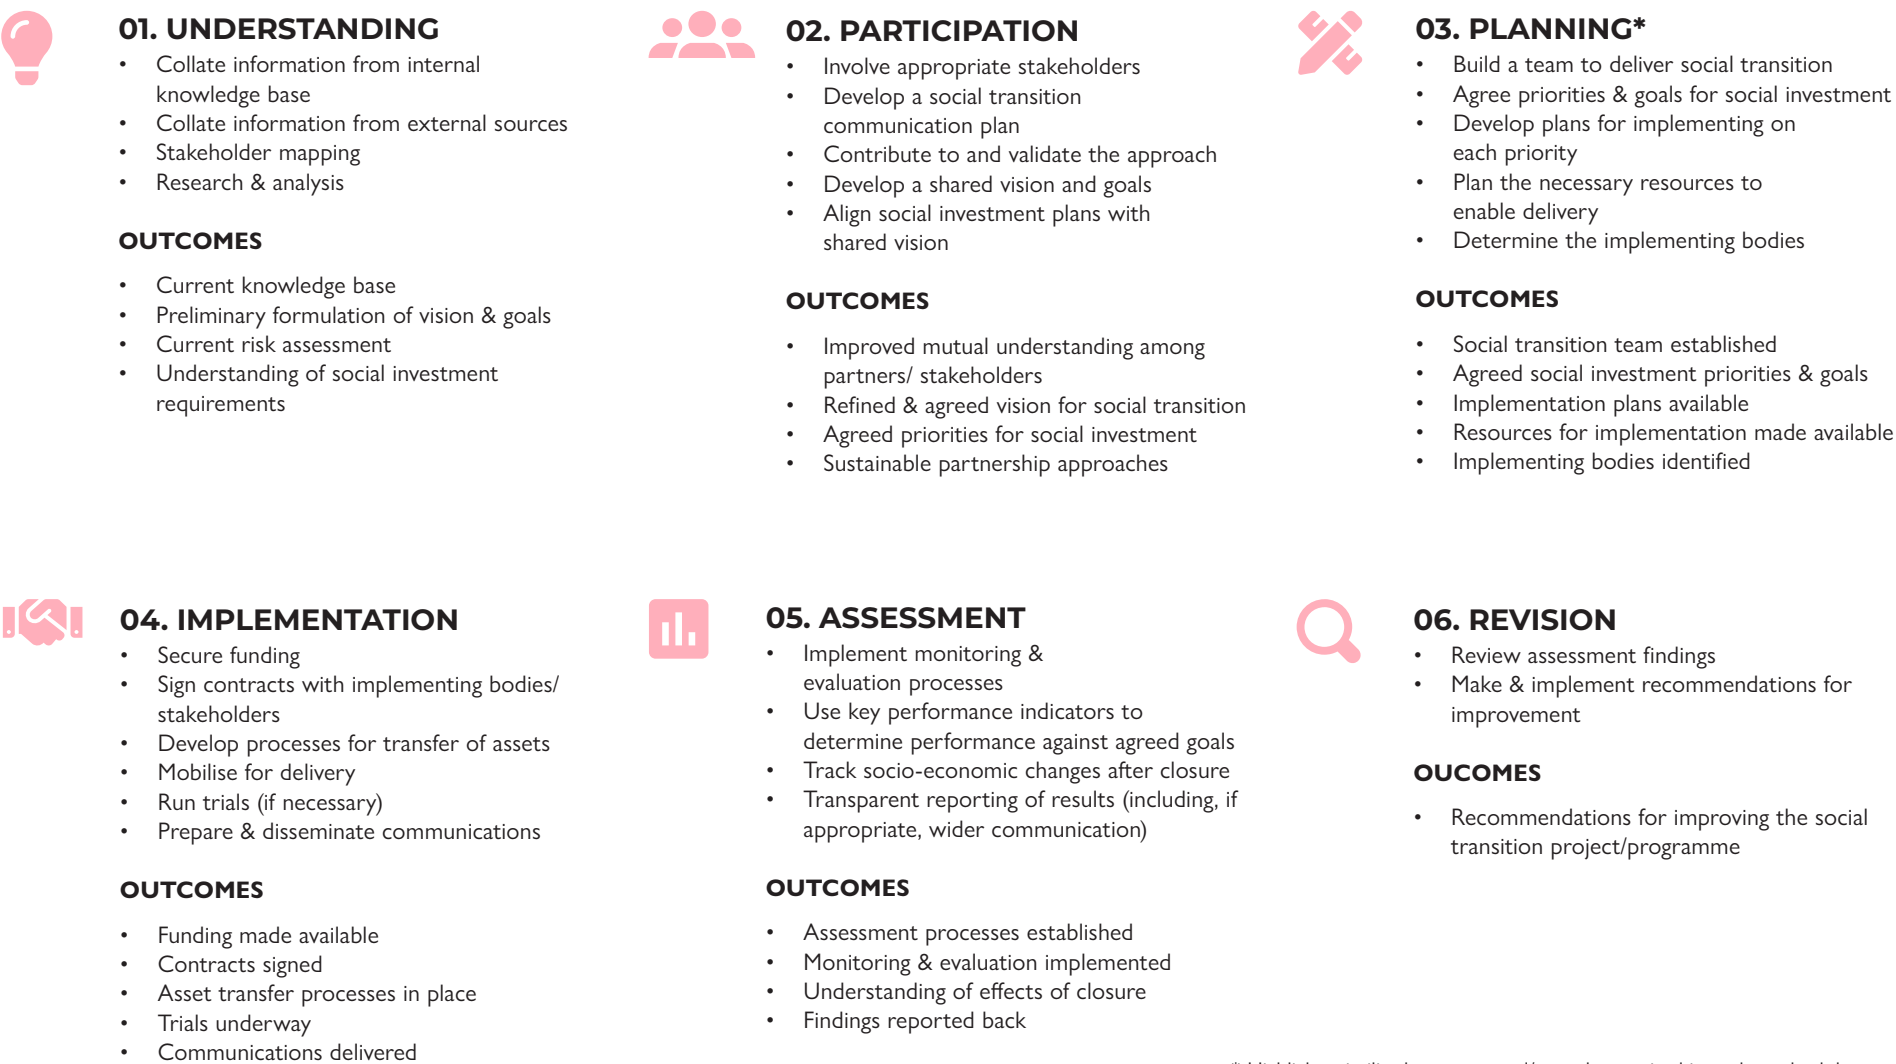 01. UNDERSTANDING
• Collate information from internal
knowledge base
• Collate information from external sources
• Stakeholder mapping
• Research & analysis
OUTCOMES
• Current knowledge base
• Preliminary formulation of vision & goals
• Current risk assessment
• Understanding of social investment
requirements
02. PARTICIPATION
• Involve appropriate stakeholders
• Develop a social transition
communication plan
• Contribute to and validate the approach
• Develop a shared vision and goals
• Align social investment plans with
shared vision
OUTCOMES
• Improved mutual understanding among
partners/ stakeholders
• Refined & agreed vision for social transition
• Agreed priorities for social investment
• Sustainable partnership approaches
03. PLANNING*
• Build a team to deliver social transition
• Agree priorities & goals for social investment
• Develop plans for implementing on
each priority
• Plan the necessary resources to
enable delivery
• Determine the implementing bodies
OUTCOMES
• Social transition team established
• Agreed social investment priorities & goals
• Implementation plans available
• Resources for implementation made available
• Implementing bodies identified
04. IMPLEMENTATION
• Secure funding
• Sign contracts with implementing bodies/
stakeholders
• Develop processes for transfer of assets
• Mobilise for delivery
• Run trials (if necessary)
• Prepare & disseminate communications
OUTCOMES
• Funding made available
• Contracts signed
• Asset transfer processes in place
• Trials underway
• Communications delivered
05. ASSESSMENT
• Implement monitoring &
evaluation processes
• Use key performance indicators to
determine performance against agreed goals
• Track socio-economic changes after closure
• Transparent reporting of results (including, if
appropriate, wider communication)
OUTCOMES
• Assessment processes established
• Monitoring & evaluation implemented
• Understanding of effects of closure
• Findings reported back
06. REVISION
• Review assessment findings
• Make & implement recommendations for
improvement
OUCOMES
• Recommendations for improving the social
transition project/programme